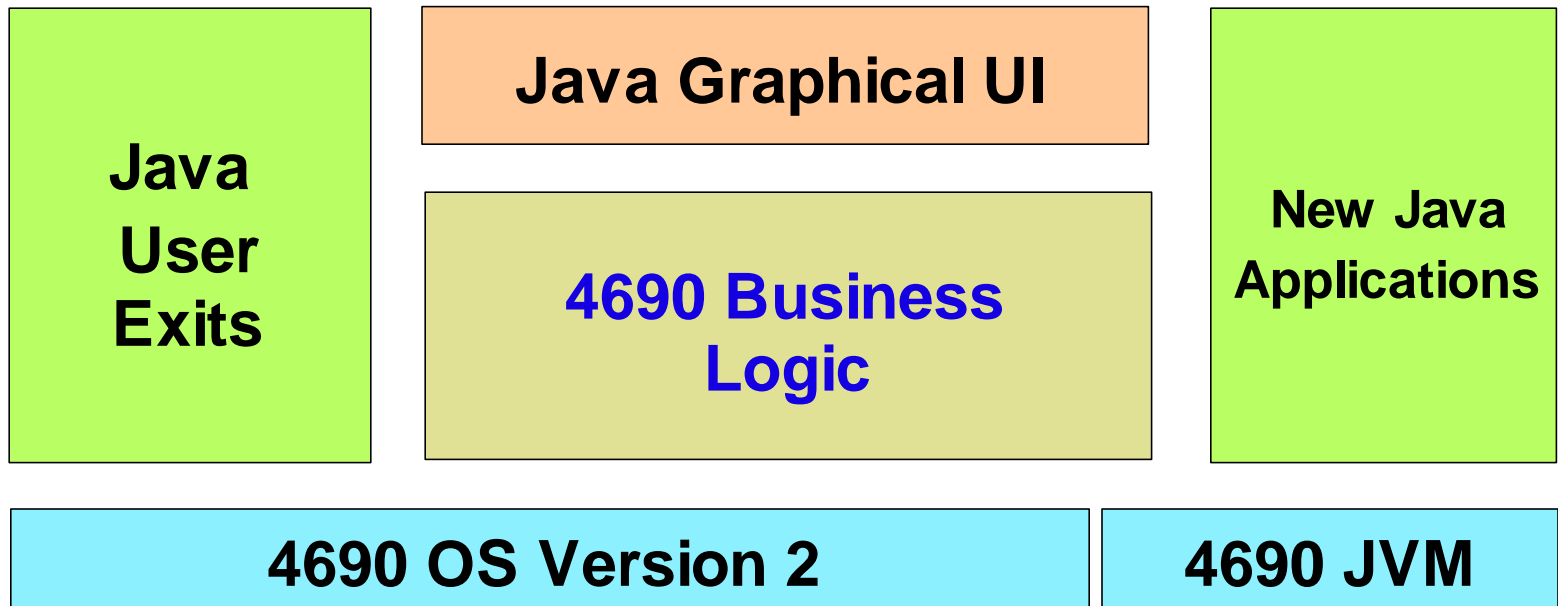 Java
User
Exits
Java Graphical UI
4690 Business
Logic
New Java
Applications
4690 OS Version 2
4690 JVM